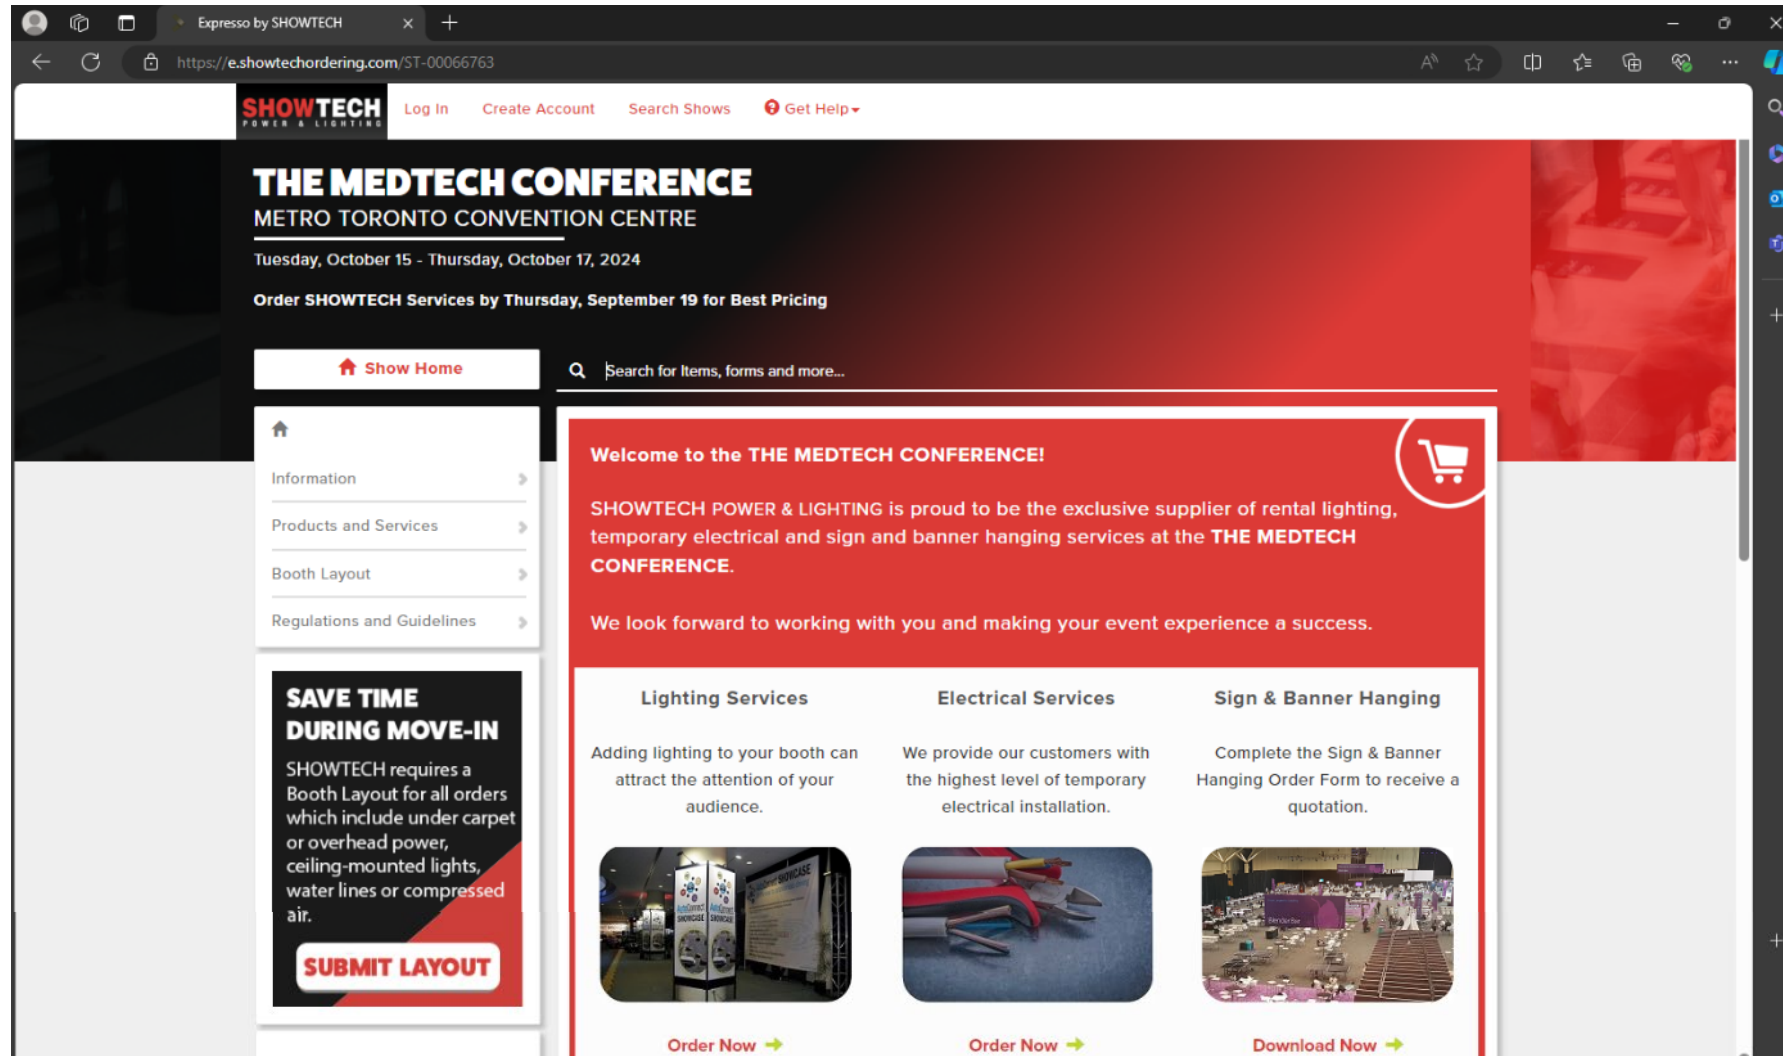 Expresso by SHOWTECH
https://e.showtechordering.com/ST-00066763
SHOWTECH
POWER & LIGHTING
Log In
Create Account
Search Shows
Get Help
THE MEDTECH CONFERENCE
METRO TORONTO CONVENTION CENTRE
Tuesday, October 15 - Thursday, October 17, 2024
Order SHOWTECH Services by Thursday, September 19 for Best Pricing
Show Home
Search for Items, forms and more...
Information
Products and Services
Booth Layout
Regulations and Guidelines
SAVE TIME
DURING MOVE-IN
SHOWTECH requires a
Booth Layout for all orders
which include under carpet
or overhead power,
ceiling-mounted lights,
water lines or compressed
air.
SUBMIT LAYOUT
Welcome to the THE MEDTECH CONFERENCE!
SHOWTECH POWER & LIGHTING is proud to be the exclusive supplier of rental lighting,
temporary electrical and sign and banner hanging services at the THE MEDTECH
CONFERENCE.
We look forward to working with you and making your event experience a success.
Lighting Services
Adding lighting to your booth can
attract the attention of your
audience.
SHOWCASE
Order Now
Electrical Services
We provide our customers with
the highest level of temporary
electrical installation.
Order Now
Sign & Banner Hanging
Complete the Sign & Banner
Hanging Order Form to receive a
quotation.
Download Now